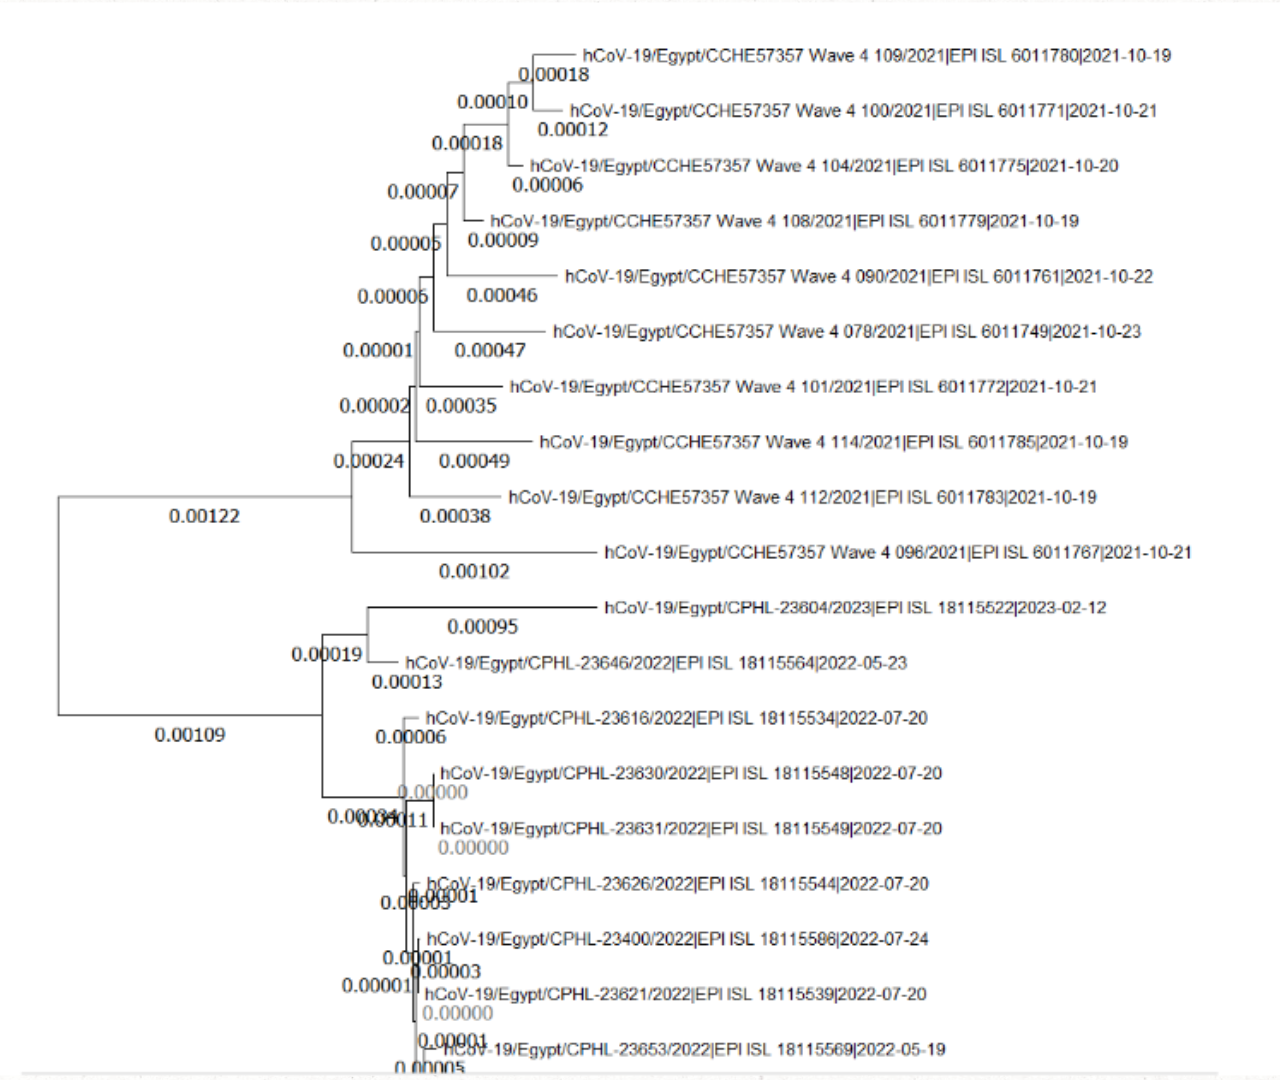 hCoV-19/Egypt/CCHE57357 Wave 4 109/2021|EPI ISL 6011780|2021-10-19
0.00018
0.00010
hCoV-19/Egypt/CCHE57357 Wave 4 100/2021|EPI ISL 6011771|2021-10-21
0.00012
0.00018
hCoV-19/Egypt/CCHE57357 Wave 4 104/2021|EPI ISL 6011775|2021-10-20
0.00006
0.00007
hCoV-19/Egypt/CCHE57357 Wave 4 108/2021|EPI ISL 6011779|2021-10-19
0.00009
0.00005
hCoV-19/Egypt/CCHE57357 Wave 4 090/2021|EPI ISL 6011761|2021-10-22
0.00046
0.00005
hCoV-19/Egypt/CCHE57357 Wave 4 078/2021|EPI ISL 6011749|2021-10-23
0.00047
0.00001
hCoV-19/Egypt/CCHE57357 Wave 4 101/2021|EPI ISL 6011772|2021-10-21
0.00035
0.00002
hCoV-19/Egypt/CCHE57357 Wave 4 114/2021|EPI ISL 6011785|2021-10-19
0.00049
0.00024
hCoV-19/Egypt/CCHE57357 Wave 4 112/2021|EPI ISL 6011783|2021-10-19
0.00038
0.00122
hCoV-19/Egypt/CCHE57357 Wave 4 096/2021|EPI ISL 6011767|2021-10-21
0.00102
hCoV-19/Egypt/CPHL-23604/2023|EPI ISL 18115522|2023-02-12
0.00095
0.00019
hCoV-19/Egypt/CPHL-23646/2022|EPI ISL 18115564|2022-05-23
0.00013
hCoV-19/Egypt/CPHL-23616/2022|EPI ISL 18115534|2022-07-20
0.00006
0.00109
hCoV-19/Egypt/CPHL-23630/2022|EPI ISL 18115548|2022-07-20
0.00000
0.00034
0.00011
hCoV-19/Egypt/CPHL-23631/2022|EPI ISL 18115549|2022-07-20
0.00000
hCoV-19/Egypt/CPHL-23626/2022|EPI ISL 18115544|2022-07-20
0.00001
hCoV-19/Egypt/CPHL-23400/2022|EPI ISL 18115586|2022-07-24
0.00001
0.00003
0.00001
hCoV-19/Egypt/CPHL-23621/2022|EPI ISL 18115539|2022-07-20
0.00000
0.00001
hCoV-19/Egypt/CPHL-23653/2022|EPI ISL 18115569|2022-05-19
0.00005